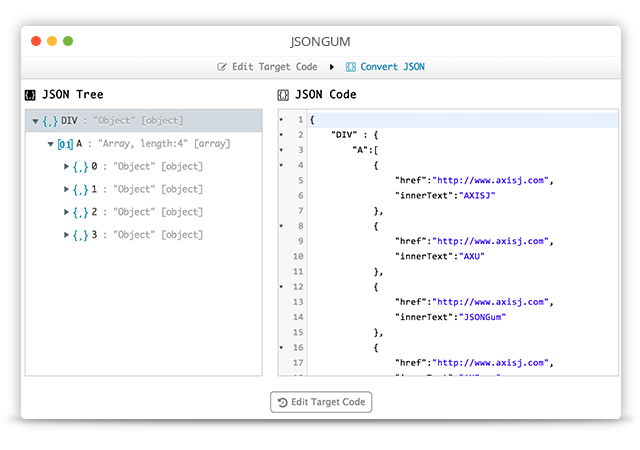 JSONGUM
Edit Target Code ▸ Convert JSON
JSON Tree
DIV : "Object" [object]
A : "Array, length:4" [array]
0 : "Object" [object]
1 : "Object" [object]
2 : "Object" [object]
3 : "Object" [object]
JSON Code
1 {
2 "DIV" : {
3 "A":[
4 {
5 "href":"http://www.axisj.com",
6 "innerText":"AXISJ"
7 },
8 {
9 "href":"http://www.axisj.com",
10 "innerText":"AXU"
11 },
12 {
13 "href":"http://www.axisj.com",
14 "innerText":"JSONGum"
15 },
16 {
17 "href":"http://www.axisj.com",
Edit Target Code